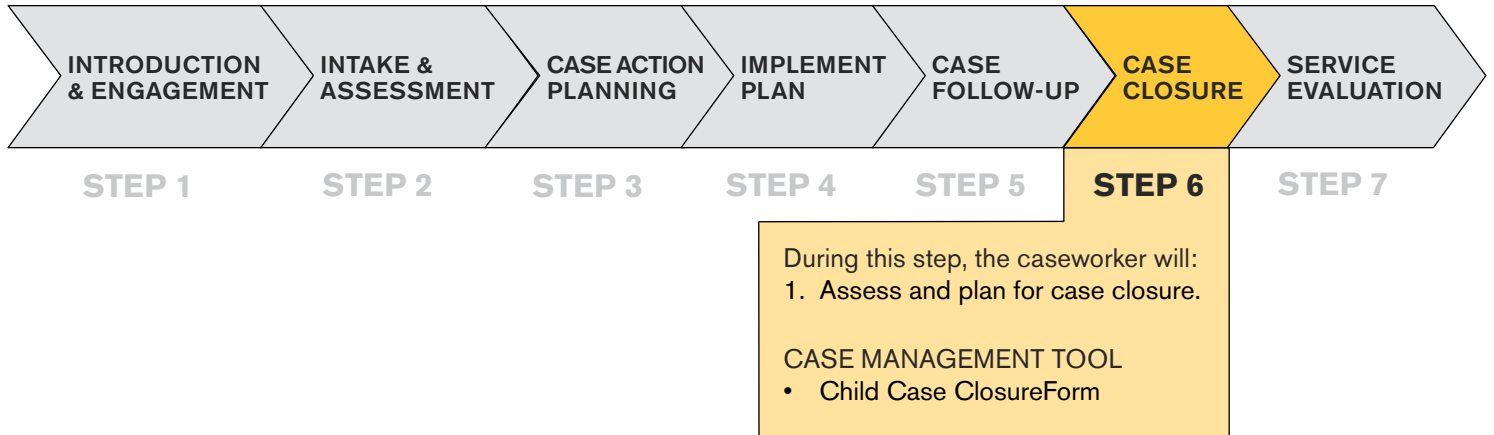 INTRODUCTION
& ENGAGEMENT
INTAKE &
ASSESSMENT
CASE ACTION
PLANNING
IMPLEMENT
PLAN
CASE
FOLLOW-UP
CASE
CLOSURE
SERVICE
EVALUATION
STEP 1
STEP 2
STEP 3
STEP 4
STEP 5
STEP 6
STEP 7
During this step, the caseworker will:
1. Assess and plan for case closure.
CASE MANAGEMENT TOOL
• Child Case ClosureForm